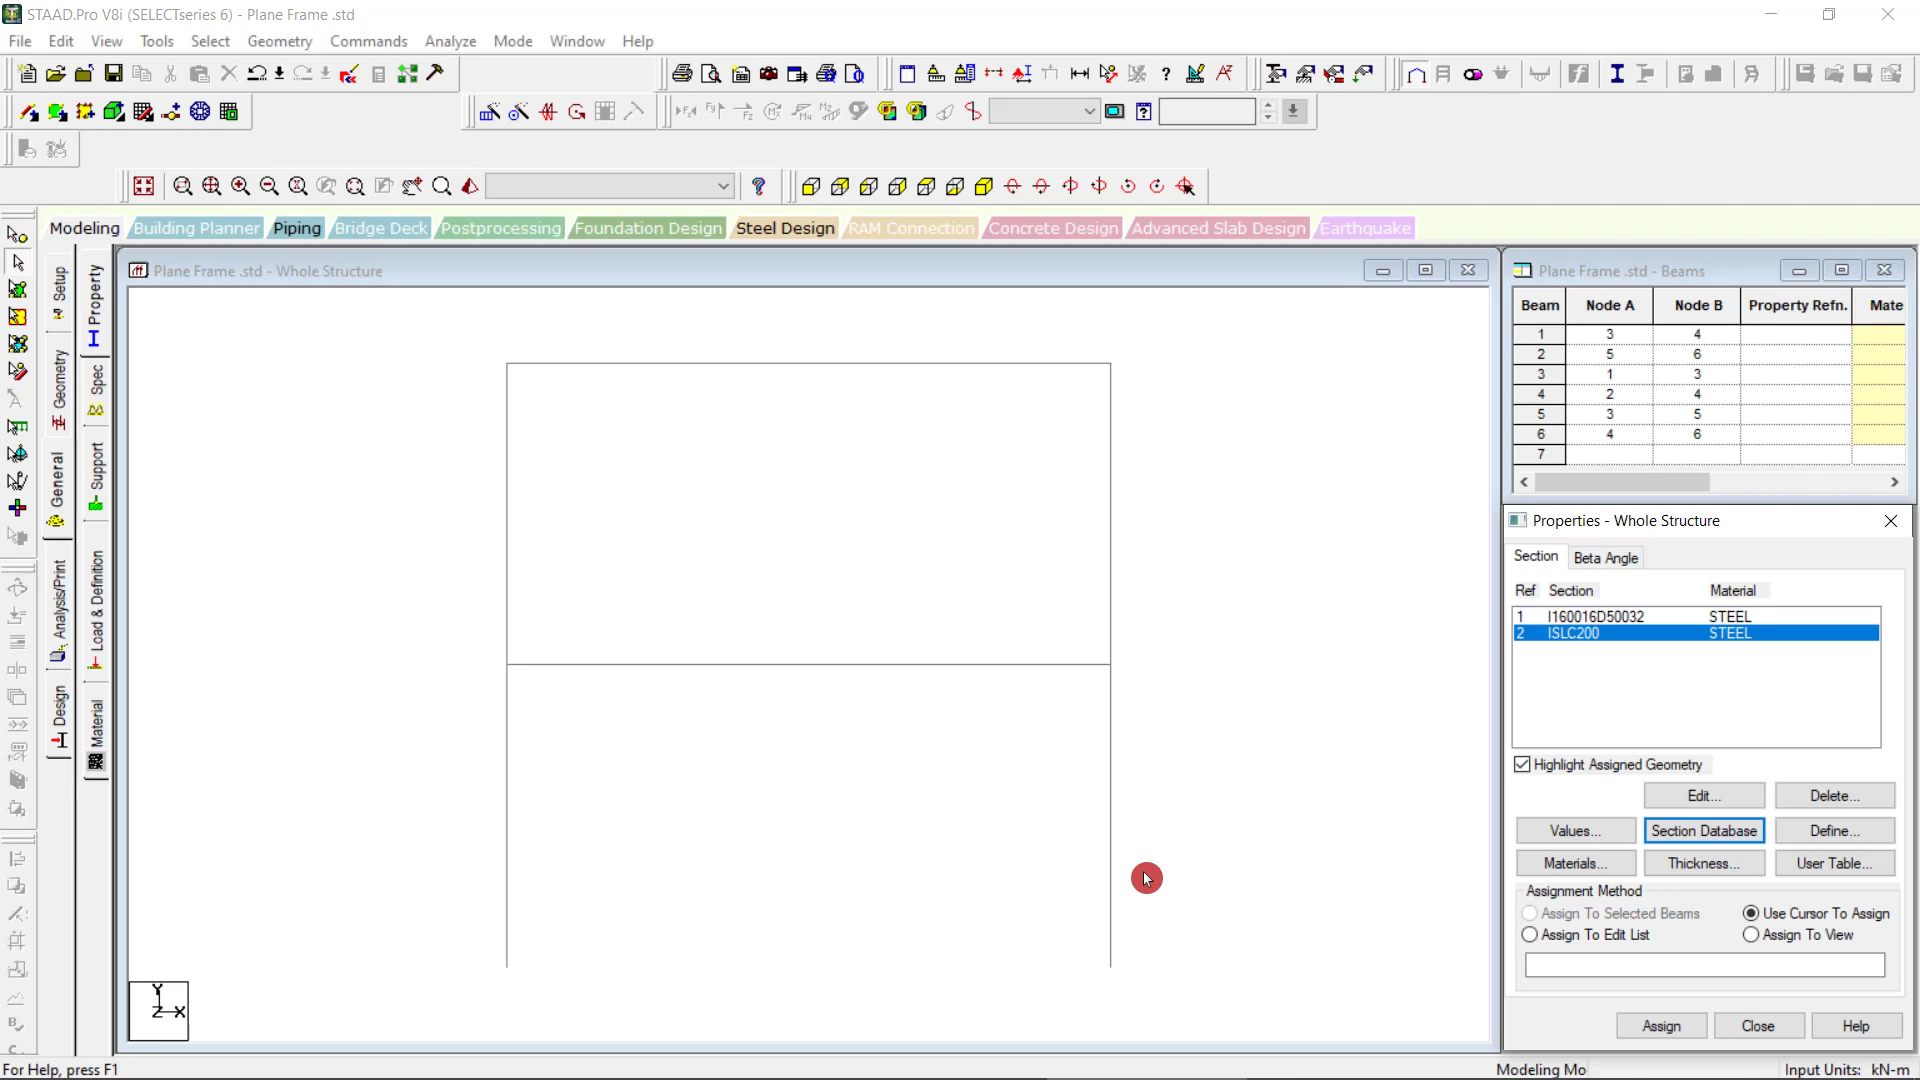 STAAD.Pro V8i (SELECTseries 6) - Plane Frame .std
File Edit View Tools Select Geometry Commands Analyze Mode Window Help
Modeling Building Planner Piping Bridge Deck Postprocessing Foundation Design Steel Design RAM Connection Concrete Design Advanced Slab Design Earthquake
Setup
Geometry
General
Analysis/Print
Design
Property
Spec
Support
Load & Definition
Material
Plane Frame .std - Whole Structure
Y
Z X
Plane Frame .std - Beams
Beam Node A Node B Property Refn. Mate
1 3 4
2 5 6
3 1 3
4 2 4
5 3 5
6 4 6
7
Properties - Whole Structure
Section Beta Angle
Ref Section Material
1 I160016D50032 STEEL
2 ISLC200 STEEL
Highlight Assigned Geometry
Edit... Delete...
Values... Section Database Define...
Materials... Thickness... User Table...
Assignment Method
Assign To Selected Beams Use Cursor To Assign
Assign To Edit List Assign To View
Assign Close Help
For Help, press F1 Modeling Mo Input Units: kN-m